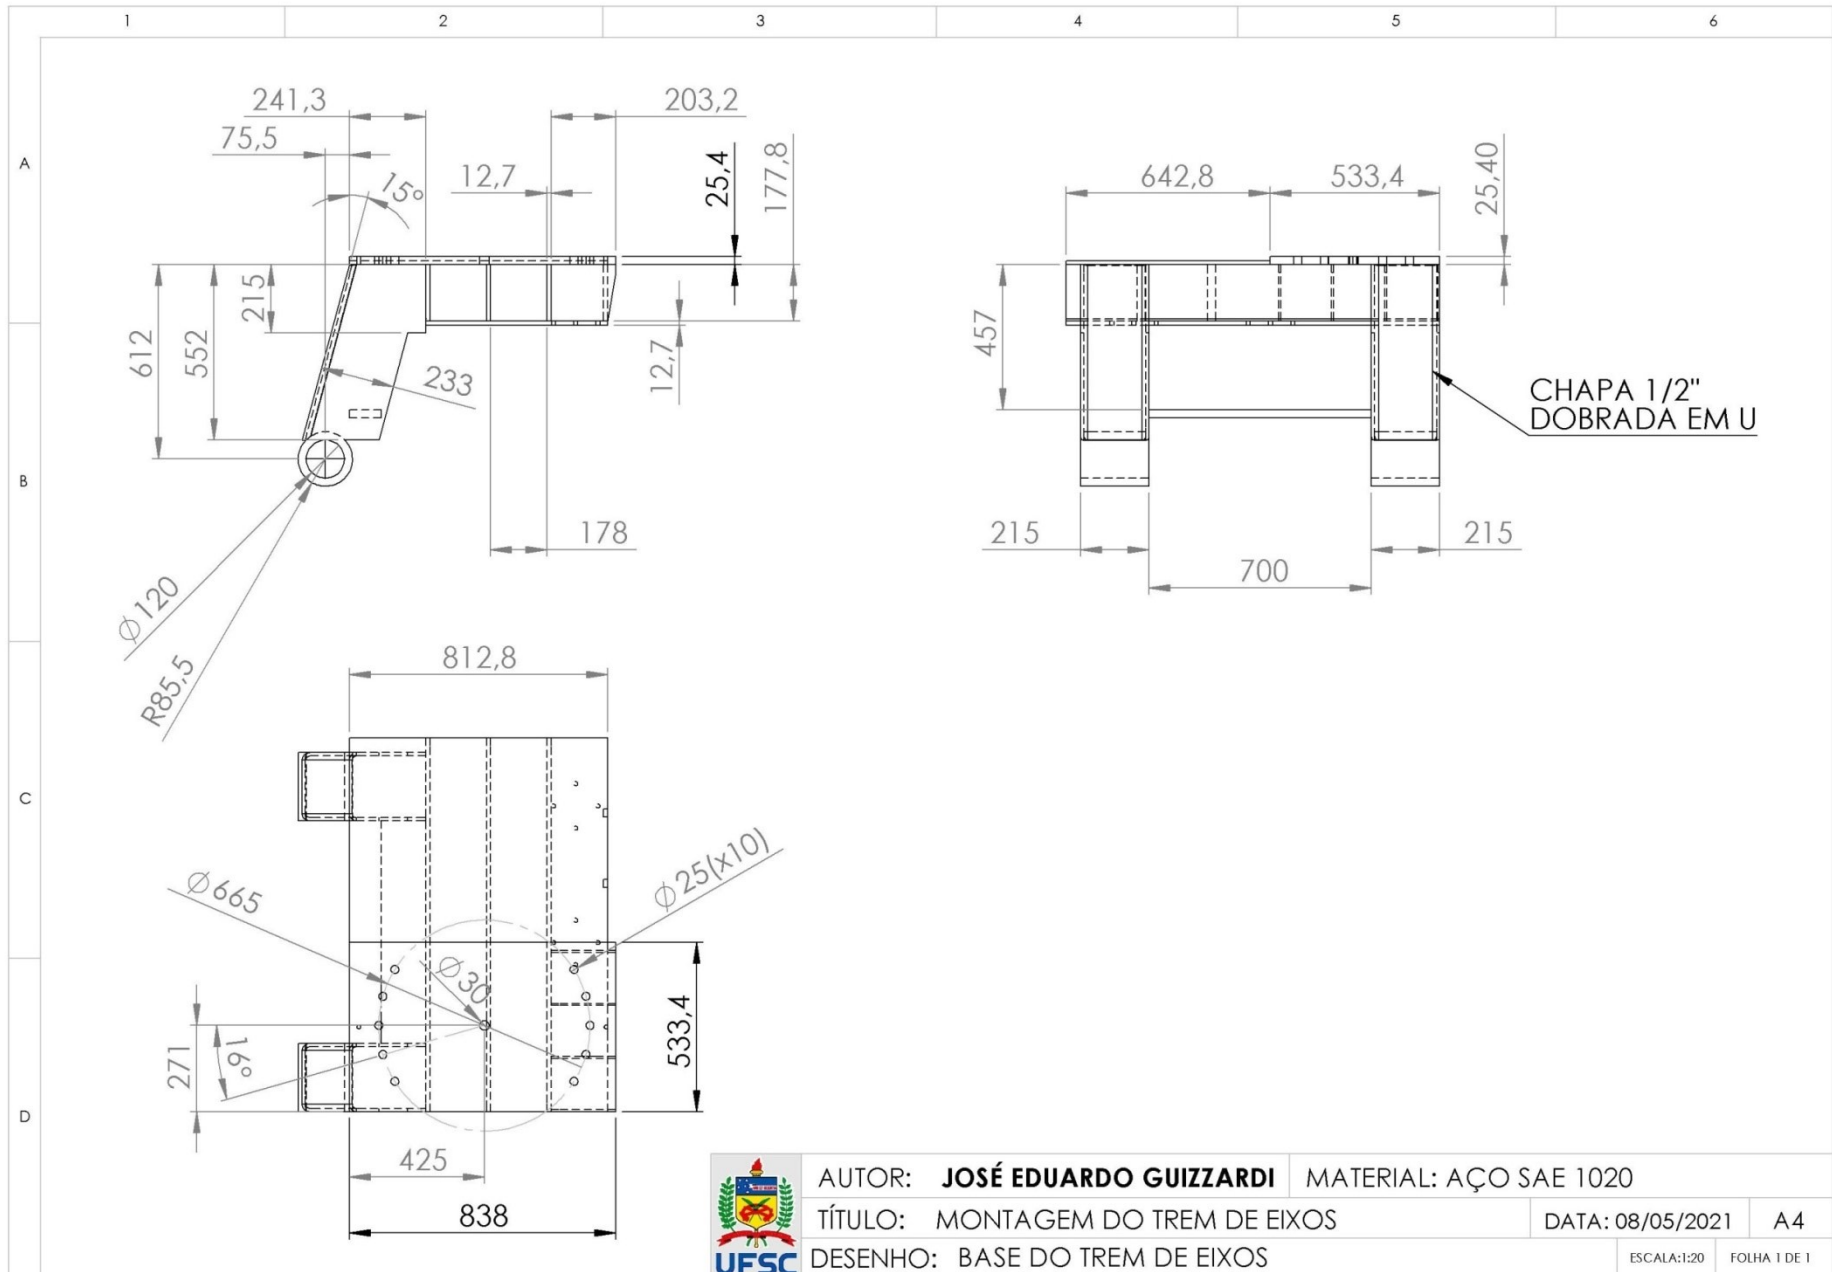 1 2 3 4 5 6
A
B
C
D
241,3
203,2
75,5
15°
12,7
25,4
177,8
612
552
215
233
12,7
178
Ø120
R85,5
642,8
533,4
25,40
457
CHAPA 1/2"
DOBRADA EM U
215
215
700
812,8
Ø665
Ø25(x10)
Ø30
271
16°
533,4
425
838
UFSC
AUTOR: JOSÉ EDUARDO GUIZZARDI
MATERIAL: AÇO SAE 1020
TÍTULO: MONTAGEM DO TREM DE EIXOS
DATA: 08/05/2021
A4
DESENHO: BASE DO TREM DE EIXOS
ESCALA:1:20
FOLHA 1 DE 1